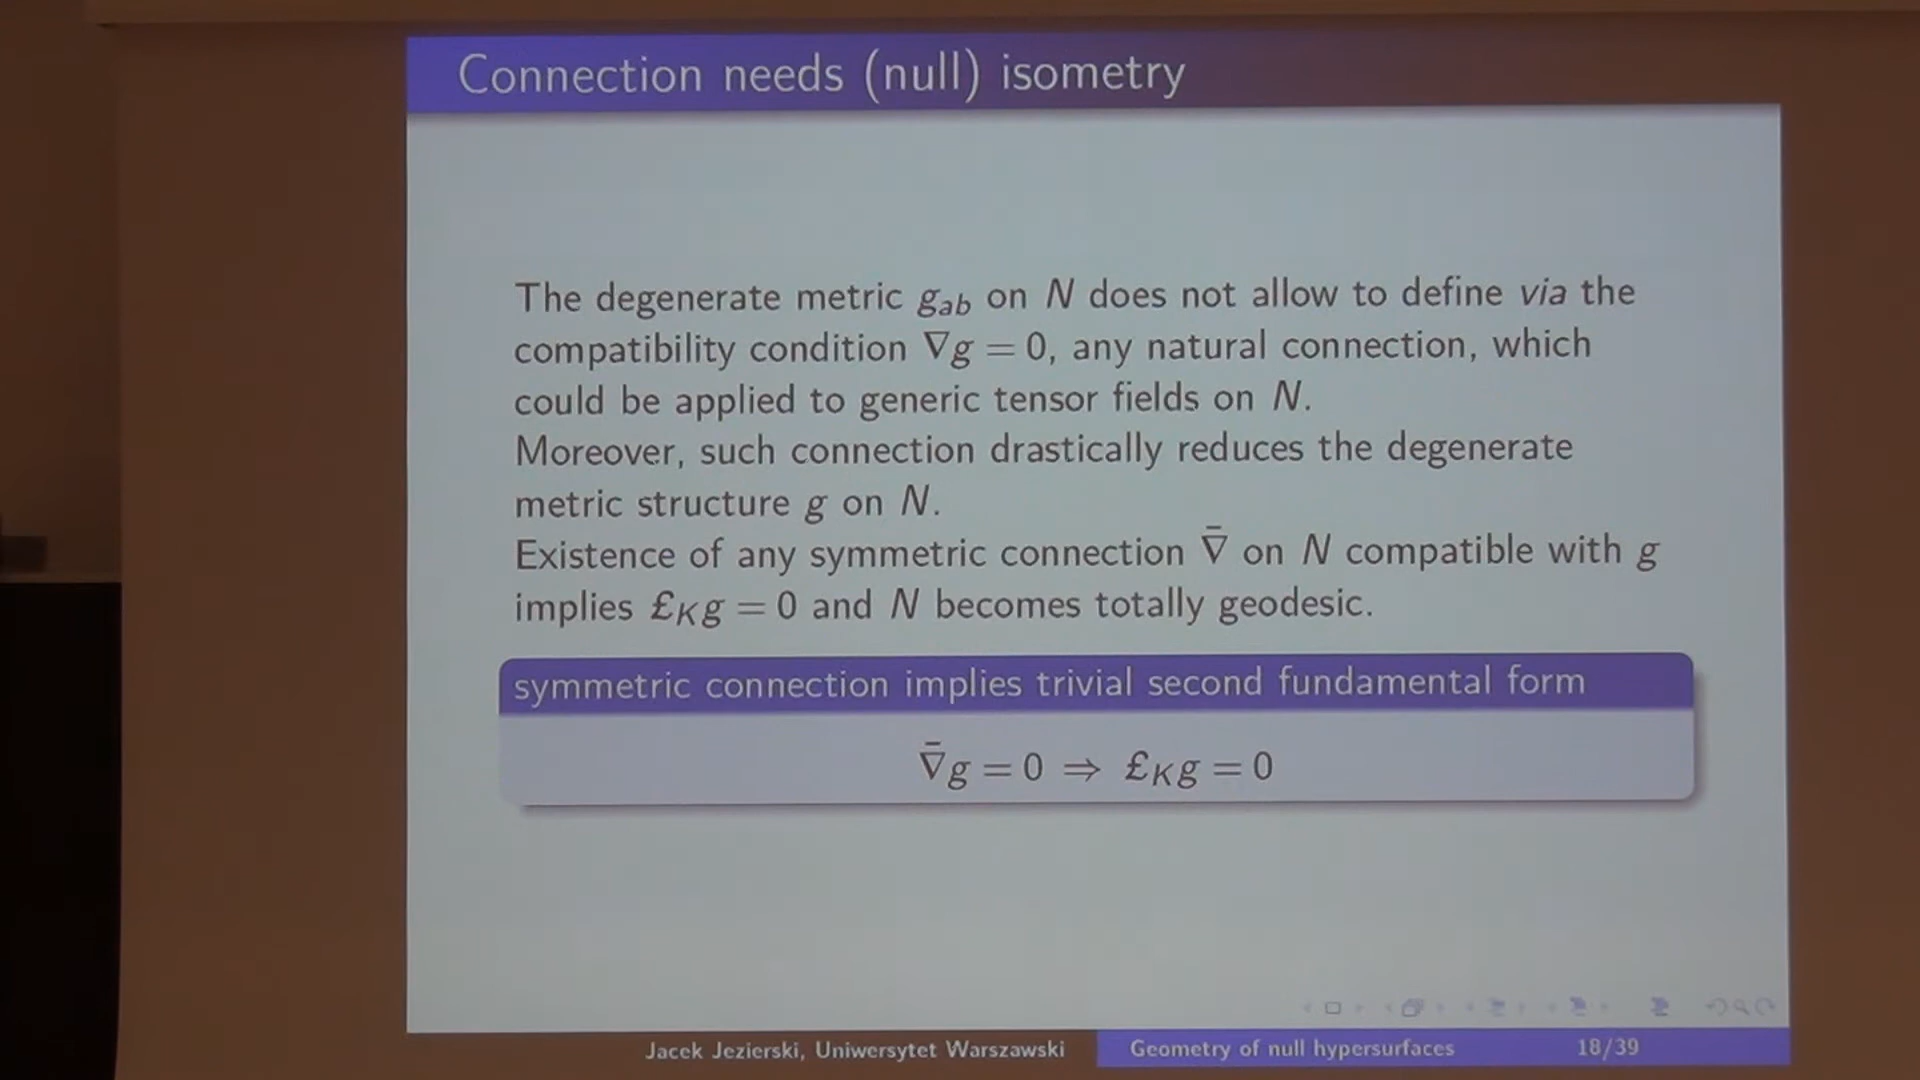 Connection needs (null) isometry
The degenerate metric g_ab on N does not allow to define via the
compatibility condition ∇g = 0, any natural connection, which
could be applied to generic tensor fields on N.
Moreover, such connection drastically reduces the degenerate
metric structure g on N.
Existence of any symmetric connection ∇̄ on N compatible with g
implies £_K g = 0 and N becomes totally geodesic.
symmetric connection implies trivial second fundamental form
∇̄g = 0 ⇒ £_K g = 0
Jacek Jezierski, Uniwersytet Warszawski
Geometry of null hypersurfaces
18/39